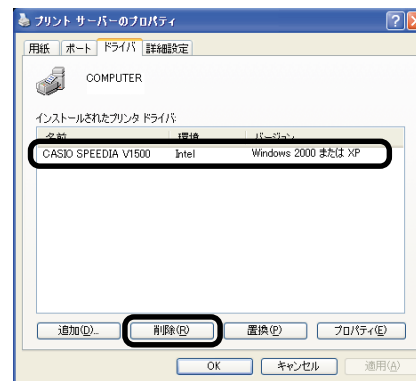 プリント サーバーのプロパティ
用紙 ポート ドライバ 詳細設定
COMPUTER
インストールされたプリンタ ドライバ:
名前 環境 バージョン
CASIO SPEEDIA V1500 Intel Windows 2000 または XP
追加(D)... 削除(R) 置換(P) プロパティ(E)
OK キャンセル 適用(A)